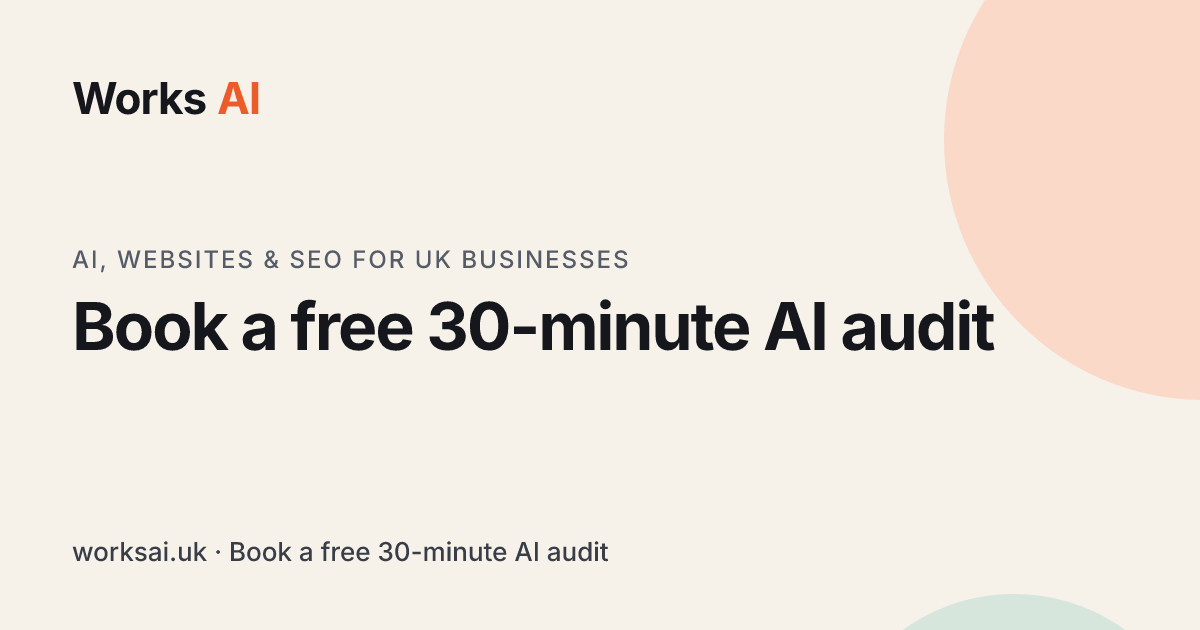 Works AI
AI, WEBSITES & SEO FOR UK BUSINESSES
Book a free 30-minute AI audit
worksai.uk · Book a free 30-minute AI audit